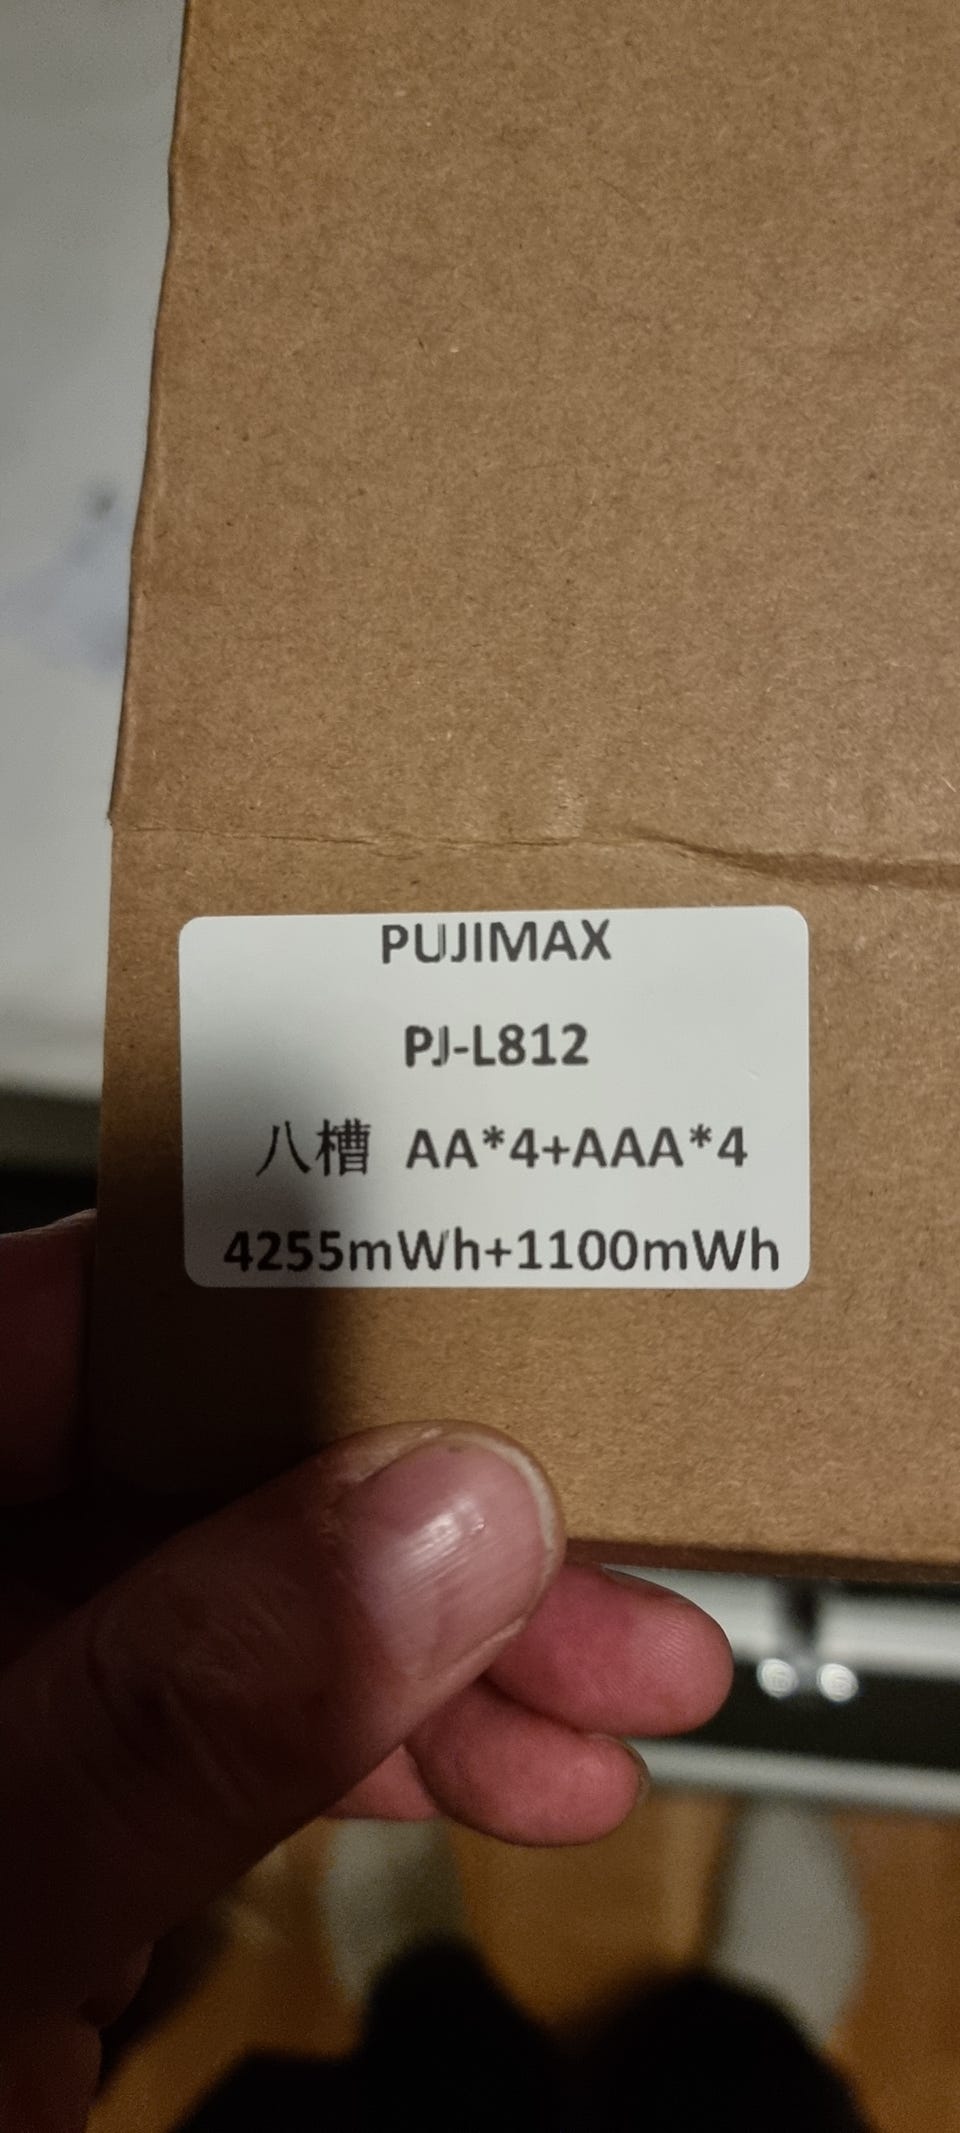 PUJIMAX
PJ-L812
八槽 AA*4+AAA*4
4255mWh+1100mWh